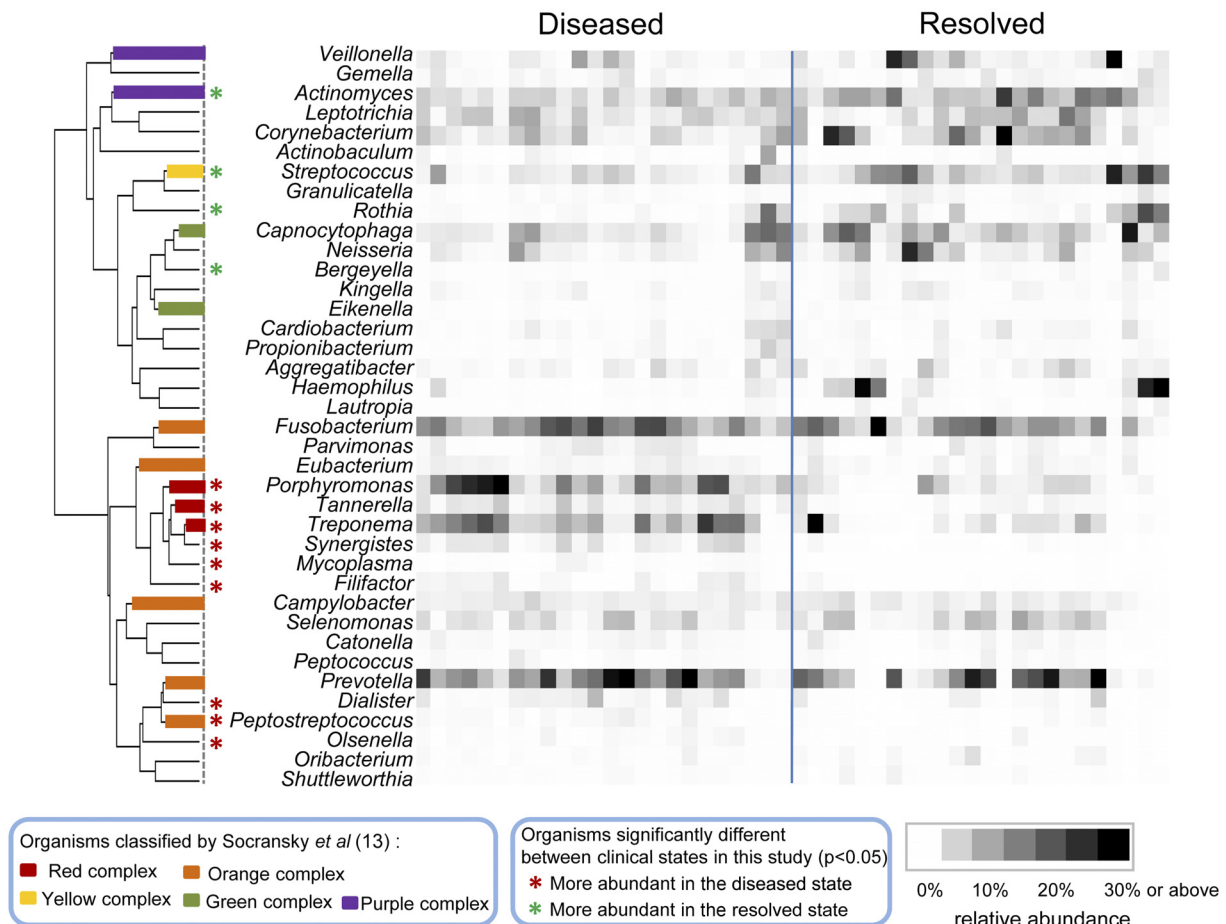 Diseased
Resolved
Veillonella
Gemella
* Actinomyces
Leptotrichia
Corynebacterium
Actinobaculum
* Streptococcus
Granulicatella
* Rothia
Capnocytophaga
Neisseria
* Bergeyella
Kingella
Eikenella
Cardiobacterium
Propionibacterium
Aggregatibacter
Haemophilus
Lautropia
Fusobacterium
Parvimonas
Eubacterium
* Porphyromonas
* Tannerella
* Treponema
* Synergistes
* Mycoplasma
* Filifactor
Campylobacter
Selenomonas
Catonella
Peptococcus
Prevotella
* Dialister
* Peptostreptococcus
* Olsenella
Oribacterium
Shuttleworthia
Organisms classified by Socransky et al (13) :
Red complex
Orange complex
Yellow complex
Green complex
Purple complex
Organisms significantly different
between clinical states in this study (p<0.05)
* More abundant in the diseased state
* More abundant in the resolved state
0% 10% 20% 30% or above
relative abundance